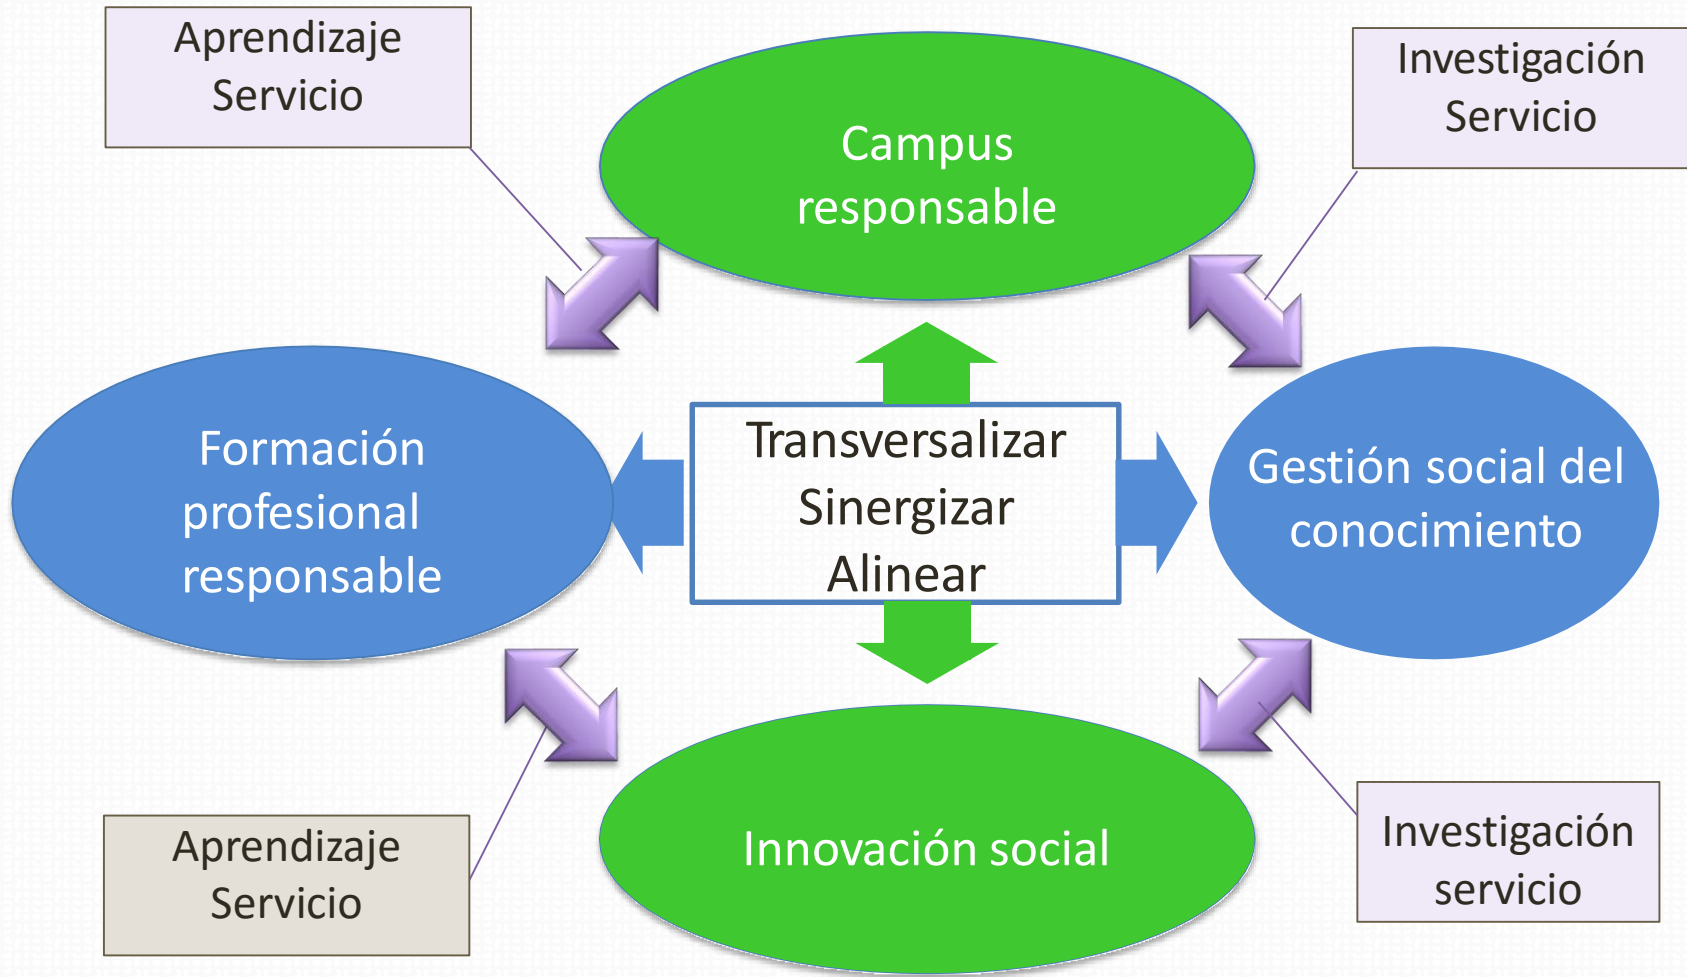 Aprendizaje
Servicio
Campus
responsable
Investigación
Servicio
Formación
profesional
responsable
Transversalizar
Sinergizar
Alinear
Gestión social del
conocimiento
Aprendizaje
Servicio
Innovación social
Investigación
servicio